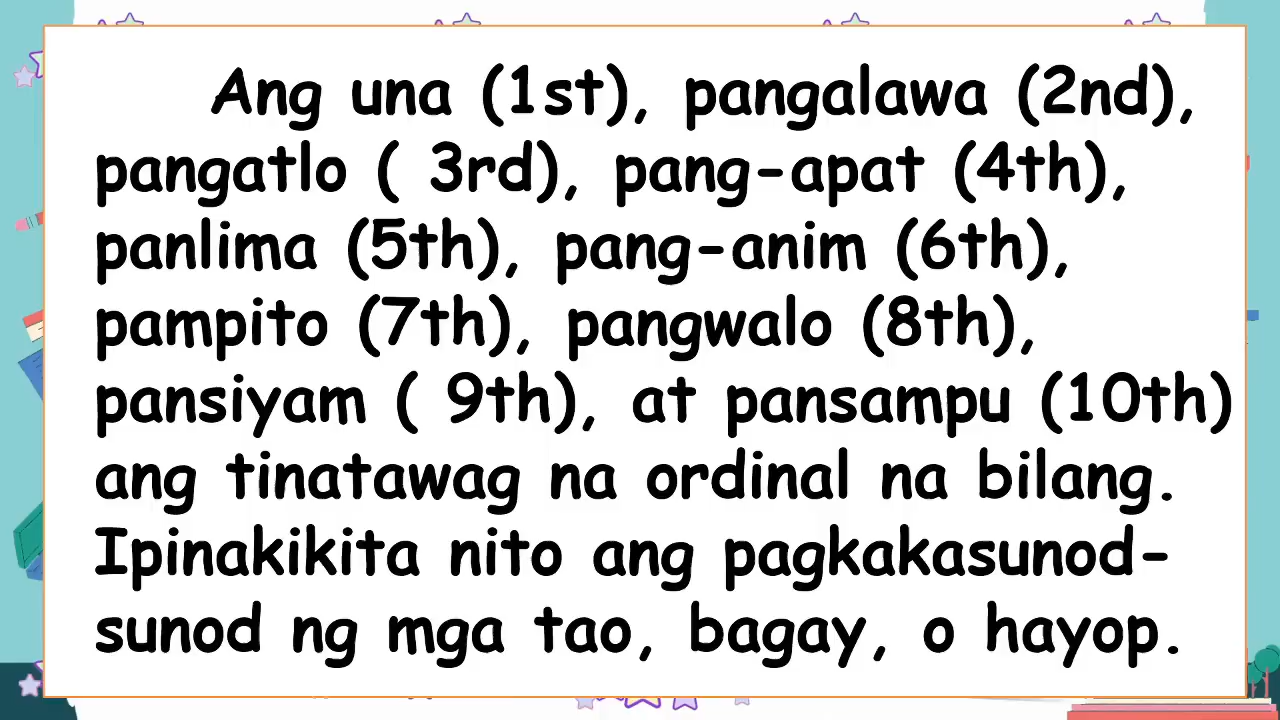 Ang una (1st), pangalawa (2nd),
pangatlo ( 3rd), pang-apat (4th),
panlima (5th), pang-anim (6th),
pampito (7th), pangwalo (8th),
pansiyam ( 9th), at pansampu (10th)
ang tinatawag na ordinal na bilang.
Ipinakikita nito ang pagkakasunod-
sunod ng mga tao, bagay, o hayop.